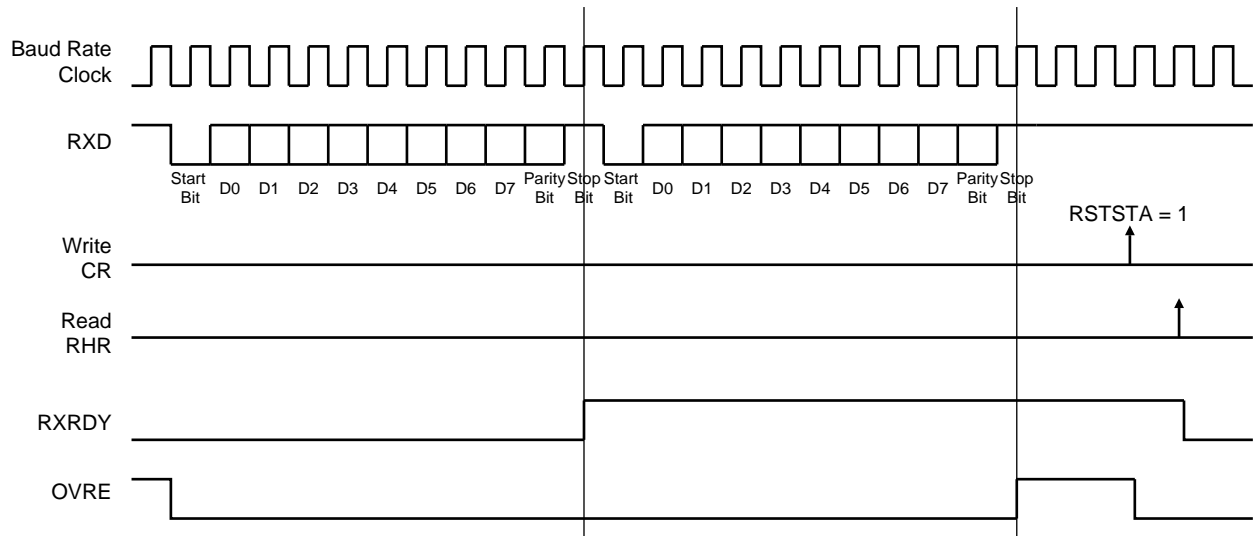 Baud Rate
Clock
RXD
Start
Bit
D0
D1
D2
D3
D4
D5
D6
D7
Parity
Bit
Stop
Bit
Start
Bit
D0
D1
D2
D3
D4
D5
D6
D7
Parity
Bit
Stop
Bit
RSTSTA = 1
Write
CR
Read
RHR
RXRDY
OVRE